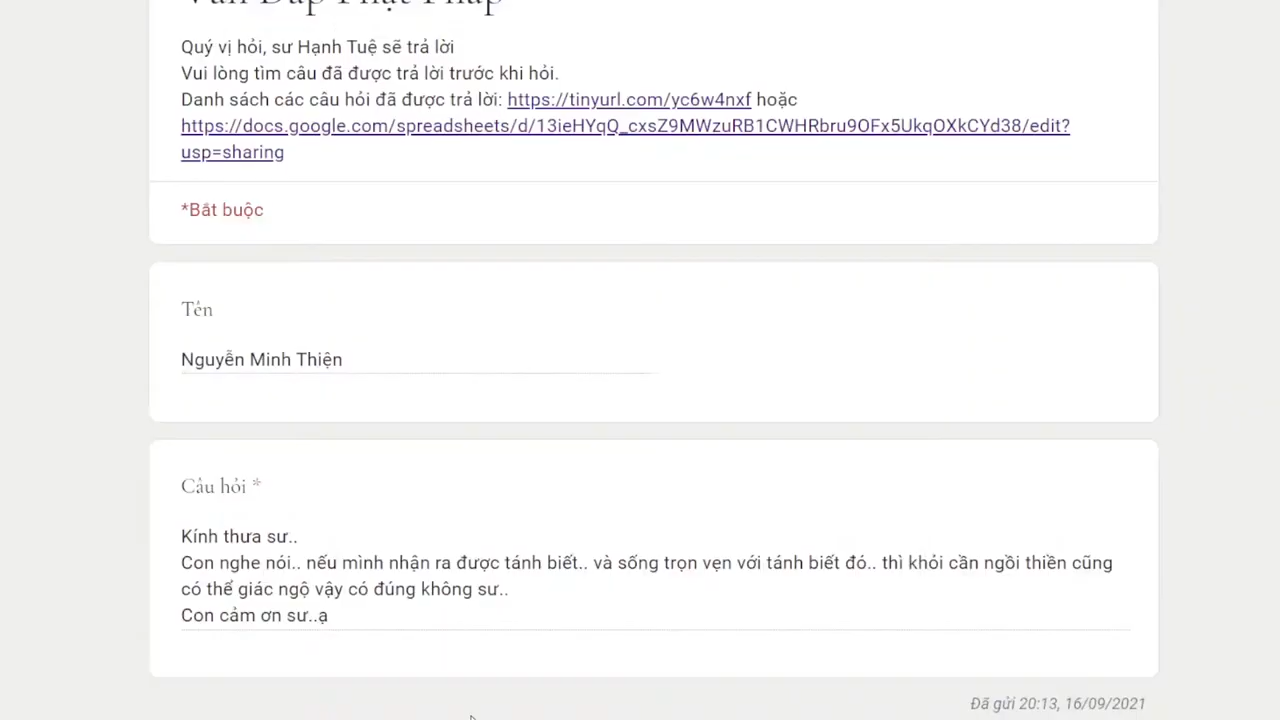 Vấn Đáp Phật Pháp
Quý vị hỏi, sư Hạnh Tuệ sẽ trả lời
Vui lòng tìm câu đã được trả lời trước khi hỏi.
Danh sách các câu hỏi đã được trả lời: https://tinyurl.com/yc6w4nxf hoặc
https://docs.google.com/spreadsheets/d/13ieHYqQ_cxsZ9MWzuRB1CWHRbru9OFx5UkqOXkCYd38/edit?
usp=sharing
*Bắt buộc
Tên
Nguyễn Minh Thiện
Câu hỏi *
Kính thưa sư..
Con nghe nói.. nếu mình nhận ra được tánh biết.. và sống trọn vẹn với tánh biết đó.. thì khỏi cần ngồi thiền cũng
có thể giác ngộ vậy có đúng không sư..
Con cảm ơn sư..ạ
Đã gửi 20:13, 16/09/2021